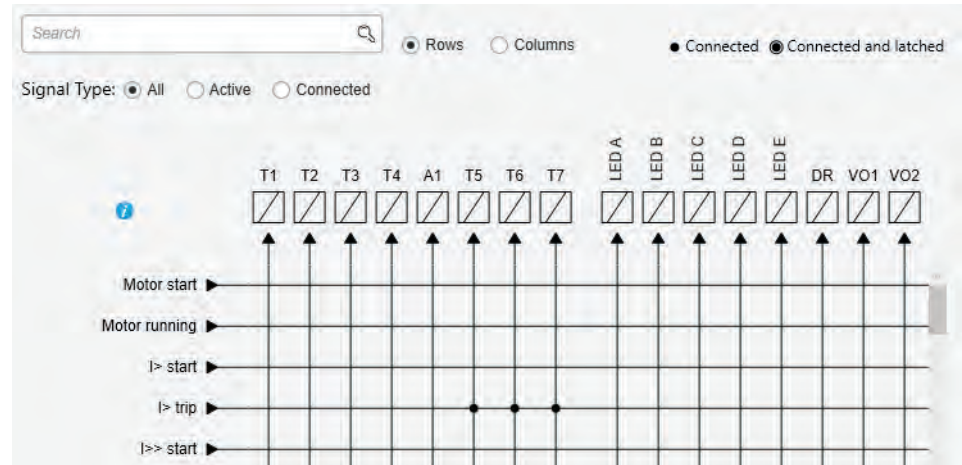 Search
Rows Columns
Connected Connected and latched
Signal Type: All Active Connected
T1 T2 T3 T4 A1 T5 T6 T7 LED A LED B LED C LED D LED E DR VO1 VO2
i
Motor start
Motor running
I> start
I> trip
I>> start